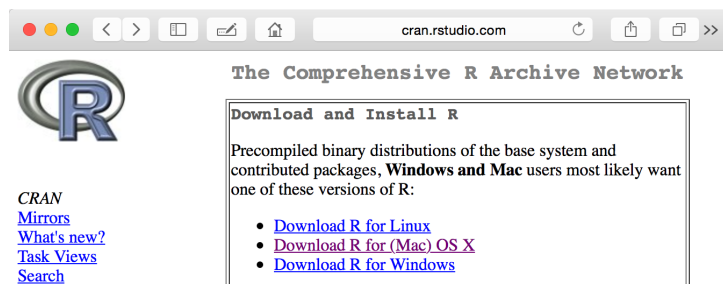 cran.rstudio.com
The Comprehensive R Archive Network
R
Download and Install R
Precompiled binary distributions of the base system and
contributed packages, Windows and Mac users most likely want
one of these versions of R:
Download R for Linux
Download R for (Mac) OS X
Download R for Windows
CRAN
Mirrors
What's new?
Task Views
Search